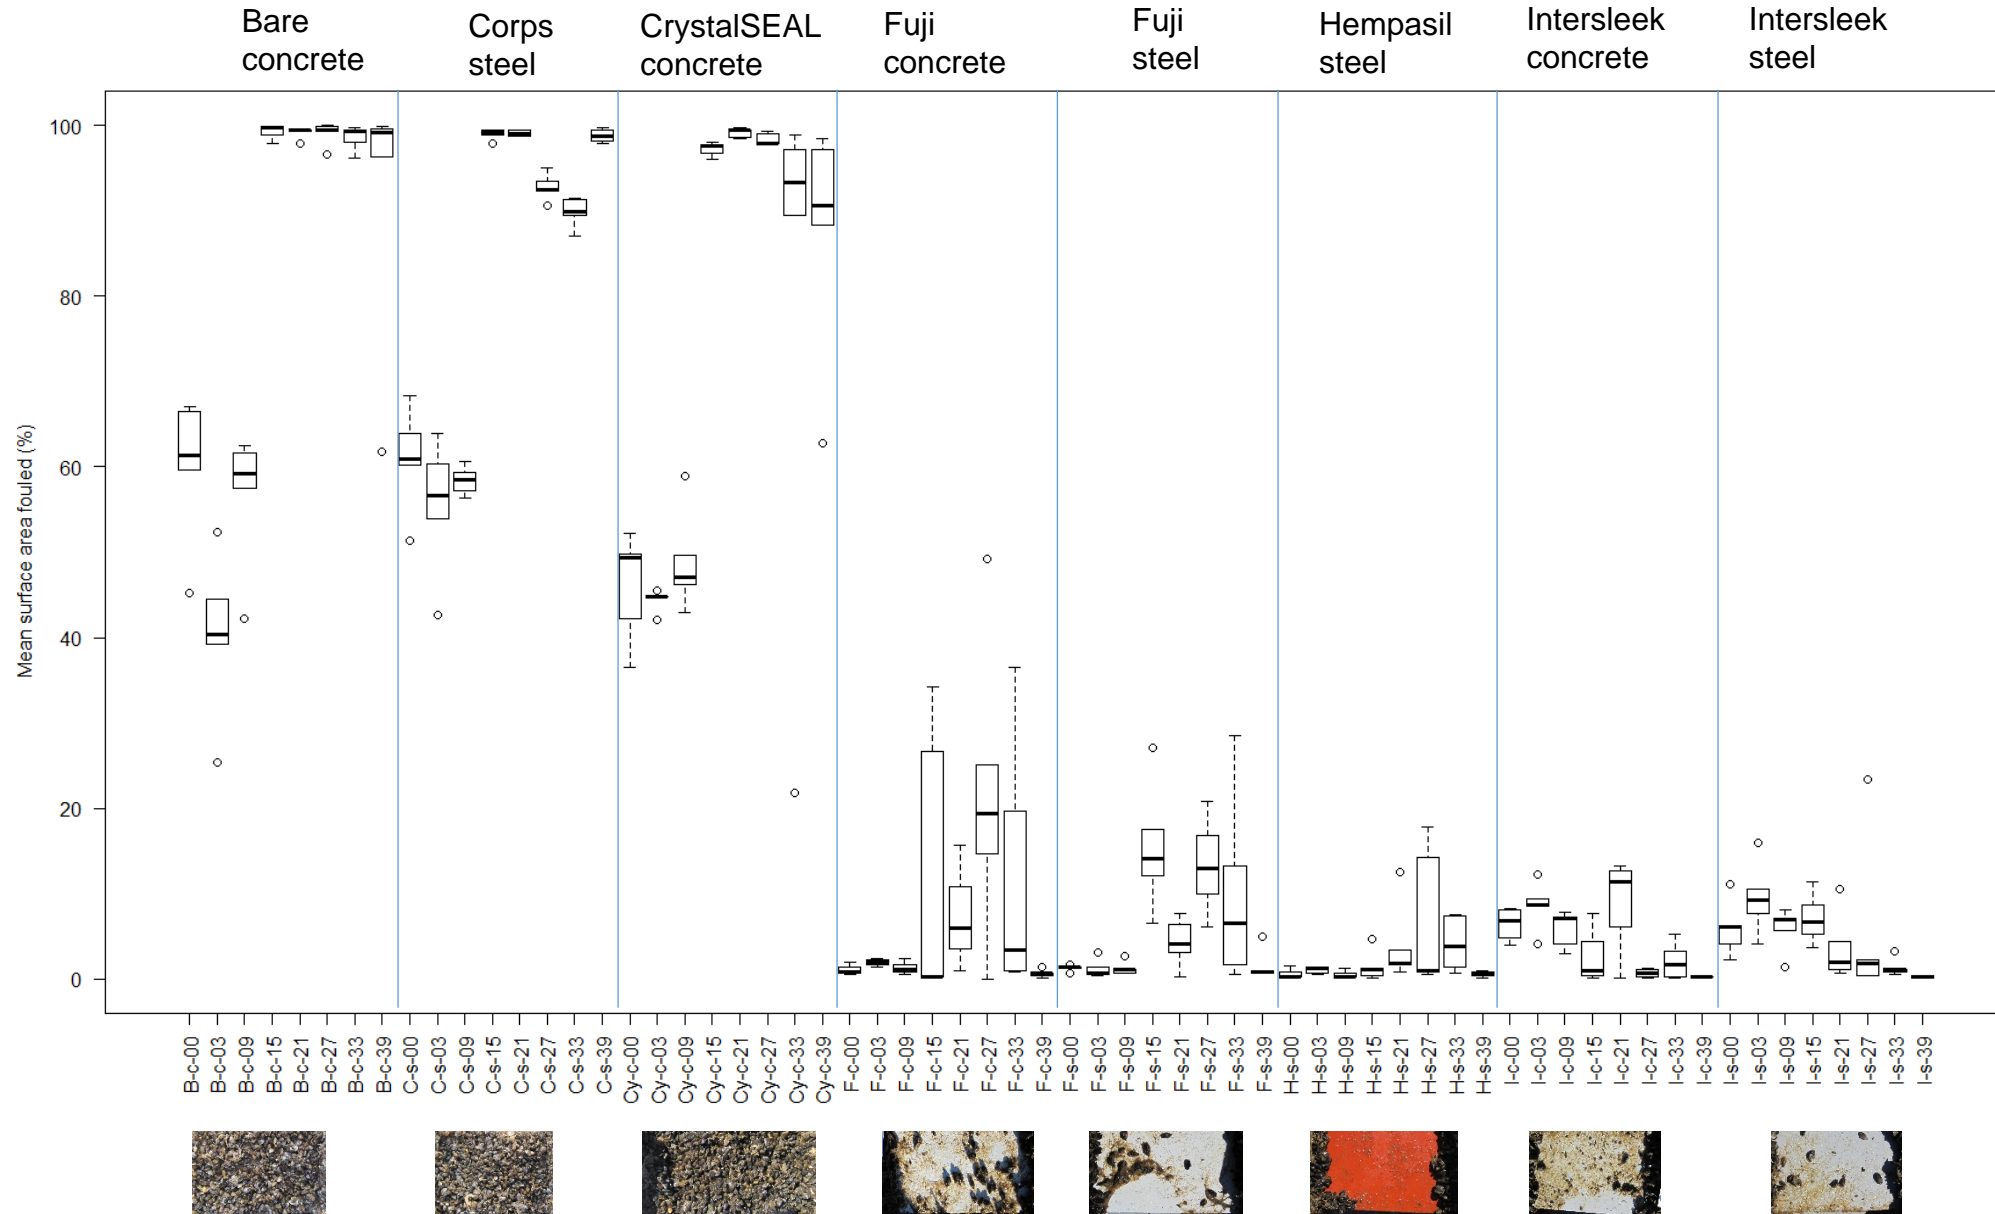 Bare
concrete
Corps
steel
CrystalSEAL
concrete
Fuji
concrete
Fuji
steel
Hempasil
steel
Intersleek
concrete
Intersleek
steel
Mean surface area fouled (%)
100
80
60
40
20
0
B-c-00
B-c-03
B-c-09
B-c-15
B-c-21
B-c-27
B-c-33
B-c-39
C-s-00
C-s-03
C-s-09
C-s-15
C-s-21
C-s-27
C-s-33
C-s-39
Cy-c-00
Cy-c-03
Cy-c-09
Cy-c-15
Cy-c-21
Cy-c-27
Cy-c-33
Cy-c-39
F-c-00
F-c-03
F-c-09
F-c-15
F-c-21
F-c-27
F-c-33
F-c-39
F-s-00
F-s-03
F-s-09
F-s-15
F-s-21
F-s-27
F-s-33
F-s-39
H-s-00
H-s-03
H-s-09
H-s-15
H-s-21
H-s-27
H-s-33
H-s-39
I-c-00
I-c-03
I-c-09
I-c-15
I-c-21
I-c-27
I-c-33
I-c-39
I-s-00
I-s-03
I-s-09
I-s-15
I-s-21
I-s-27
I-s-33
I-s-39